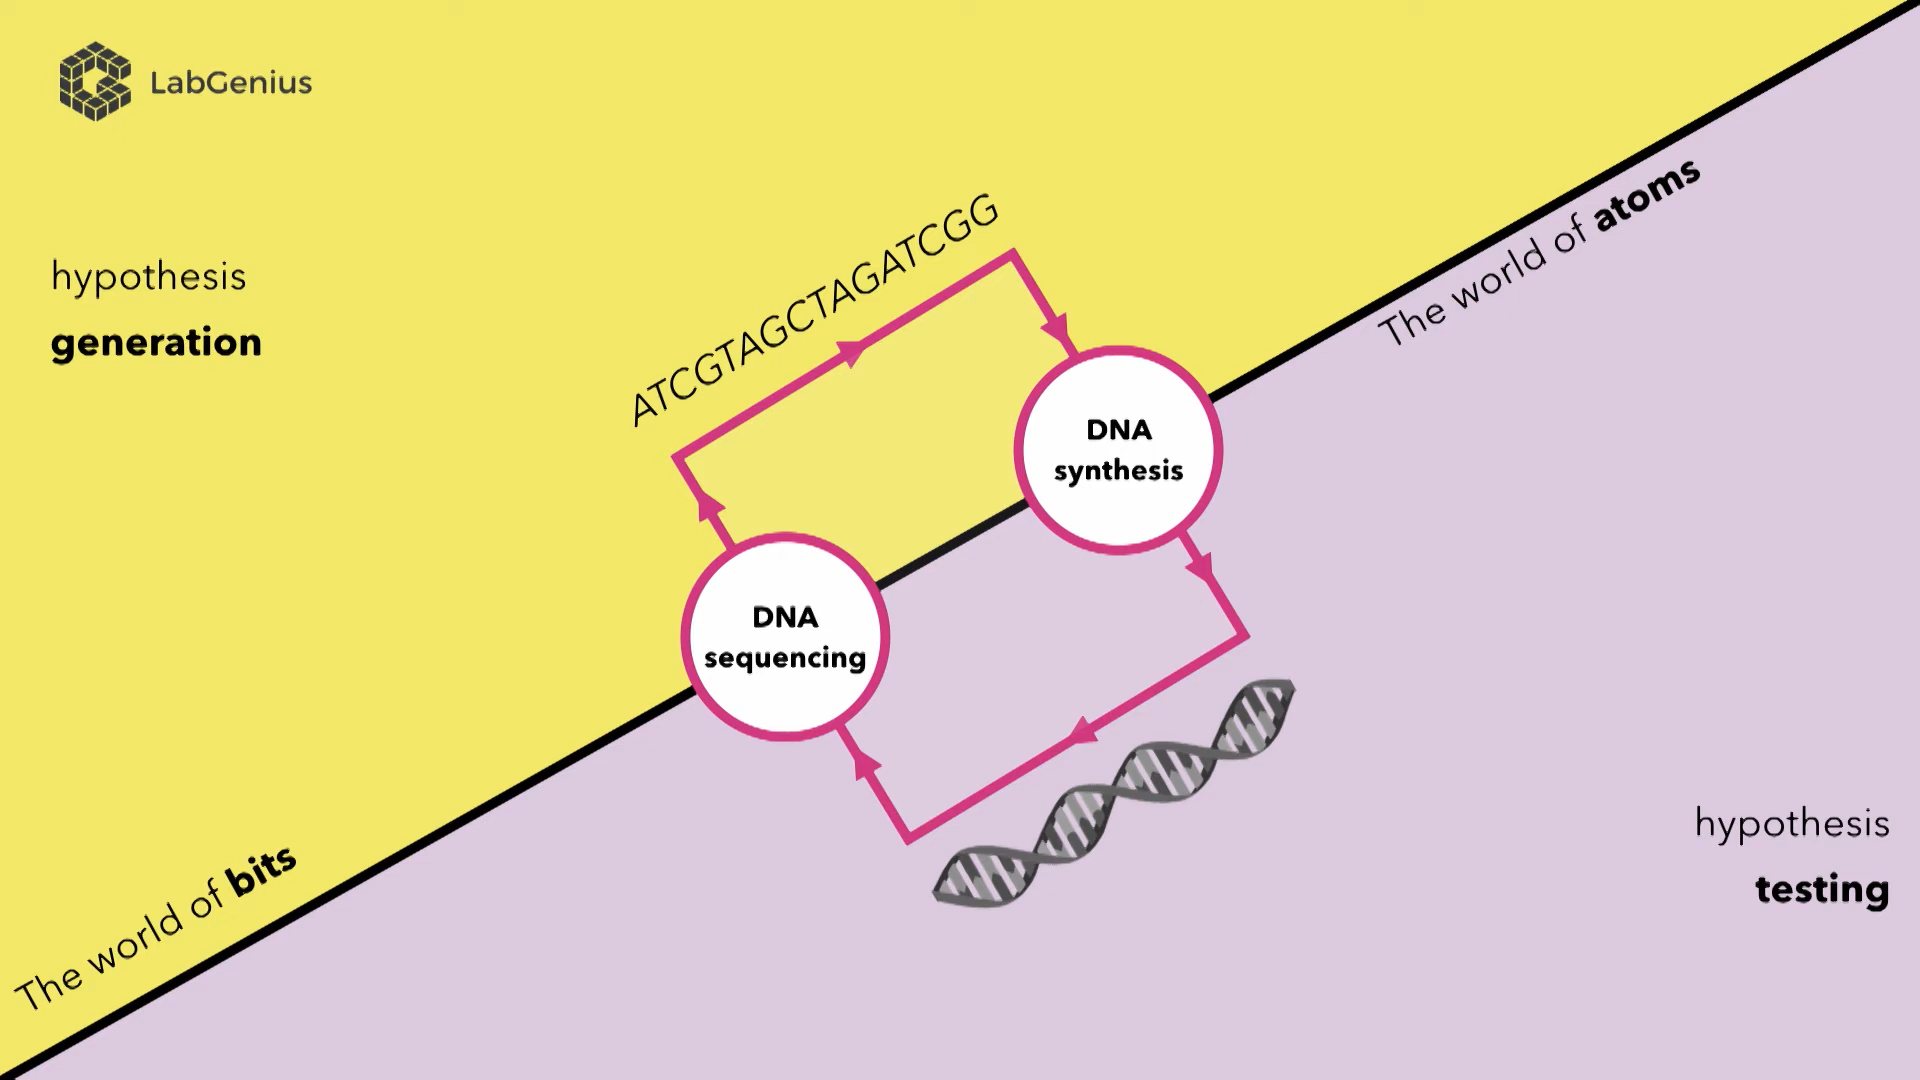 LabGenius
hypothesis
generation
ATCGTAGCTAGATCGG
The world of atoms
DNA
synthesis
DNA
sequencing
The world of bits
hypothesis
testing